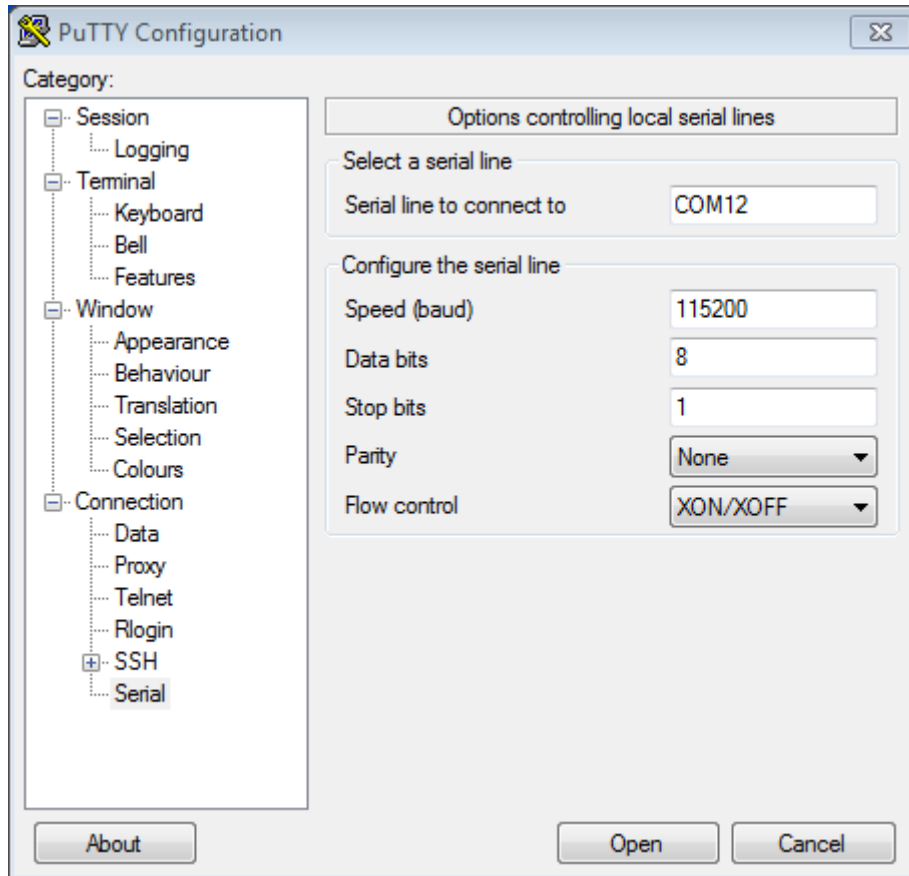 PuTTY Configuration
Category:
Session
Logging
Terminal
Keyboard
Bell
Features
Window
Appearance
Behaviour
Translation
Selection
Colours
Connection
Data
Proxy
Telnet
Rlogin
SSH
Serial
Options controlling local serial lines
Select a serial line
Serial line to connect to COM12
Configure the serial line
Speed (baud) 115200
Data bits 8
Stop bits 1
Parity None
Flow control XON/XOFF
About Open Cancel